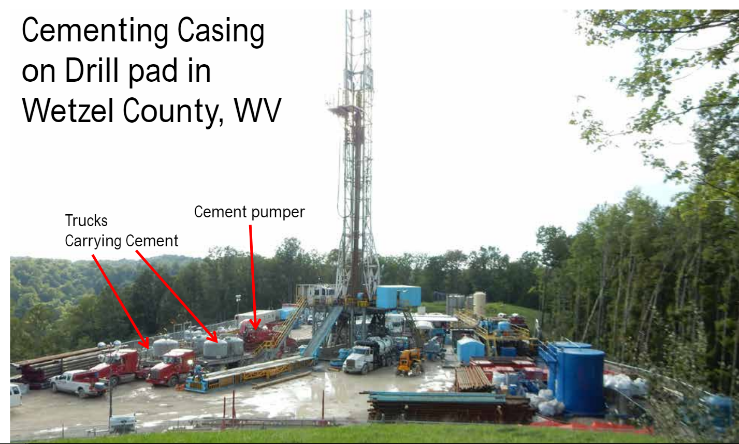 Cementing Casing
on Drill pad in
Wetzel County, WV
Cement pumper
Trucks
Carrying Cement